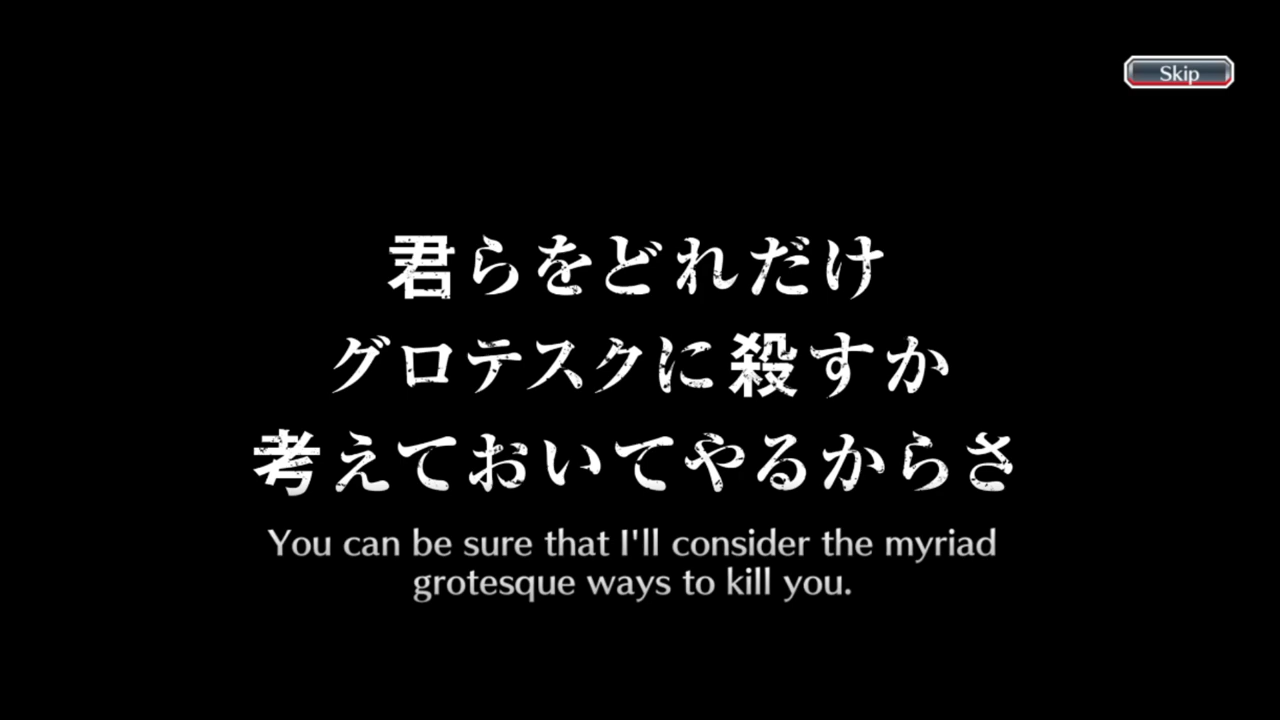 Skip
君らをどれだけ
グロテスクに殺すか
考えておいてやるからさ
You can be sure that I'll consider the myriad
grotesque ways to kill you.